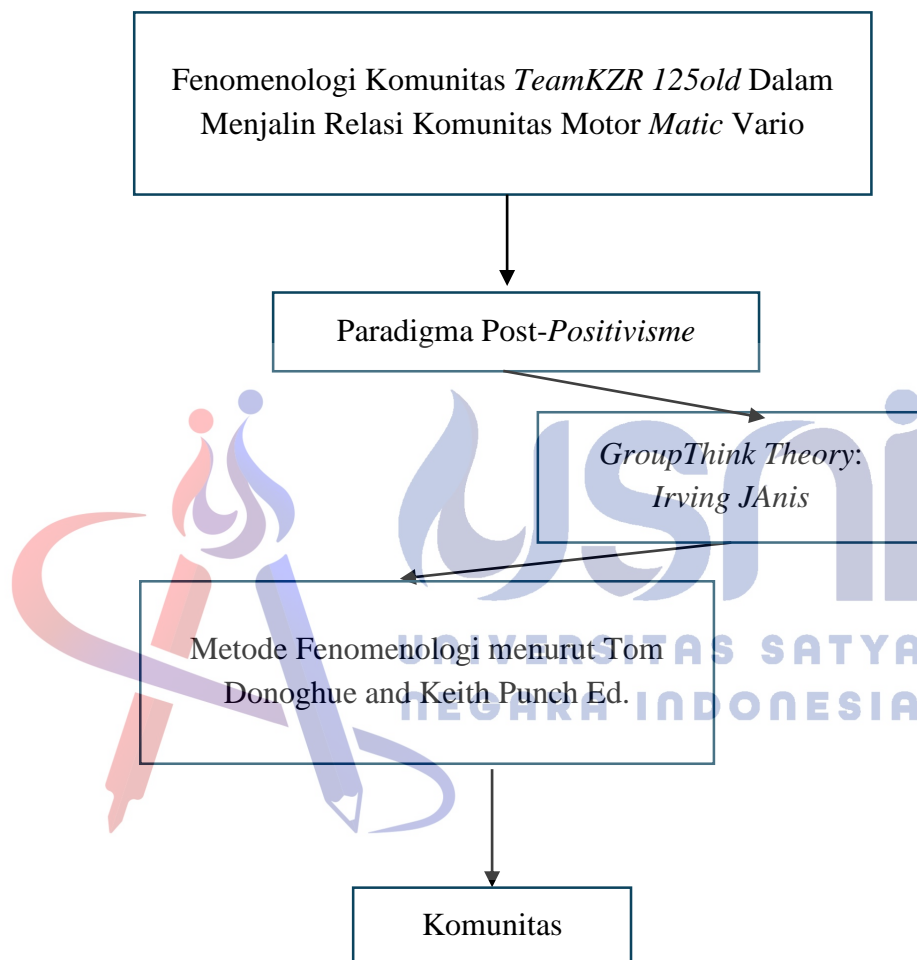 Fenomenologi Komunitas TeamKZR 125old Dalam
Menjalin Relasi Komunitas Motor Matic Vario
Paradigma Post-Positivisme
GroupThink Theory:
Irving JAnis
usni
Metode Fenomenologi menurut Tom
Donoghue and Keith Punch Ed.
UNIVERSITAS SATYA
NEGARA INDONESIA
Komunitas